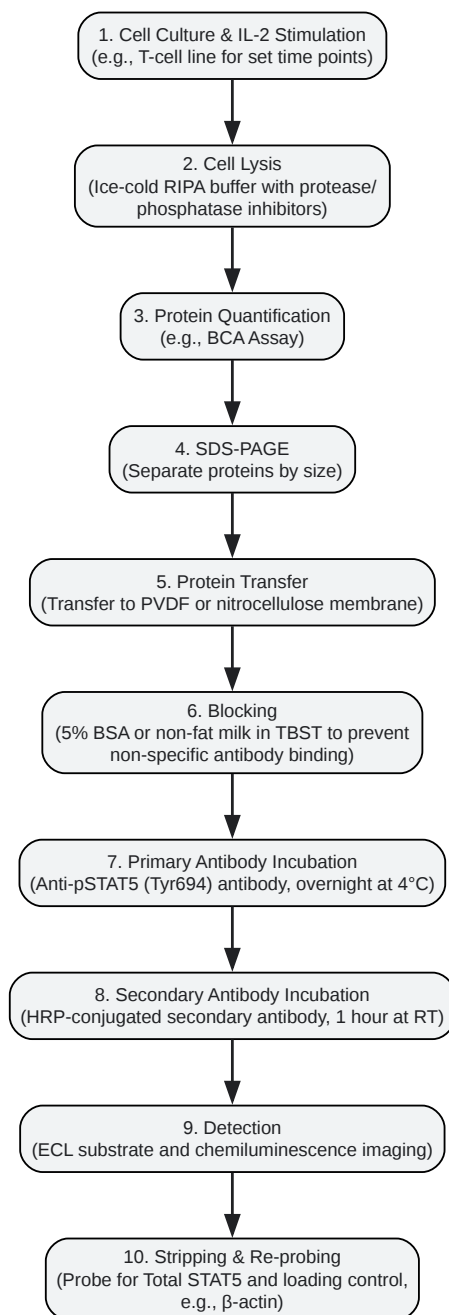 1. Cell Culture & IL-2 Stimulation
(e.g., T-cell line for set time points)
2. Cell Lysis
(Ice-cold RIPA buffer with protease/
phosphatase inhibitors)
3. Protein Quantification
(e.g., BCA Assay)
4. SDS-PAGE
(Separate proteins by size)
5. Protein Transfer
(Transfer to PVDF or nitrocellulose membrane)
6. Blocking
(5% BSA or non-fat milk in TBST to prevent
non-specific antibody binding)
7. Primary Antibody Incubation
(Anti-pSTAT5 (Tyr694) antibody, overnight at 4°C)
8. Secondary Antibody Incubation
(HRP-conjugated secondary antibody, 1 hour at RT)
9. Detection
(ECL substrate and chemiluminescence imaging)
10. Stripping & Re-probing
(Probe for Total STAT5 and loading control,
e.g., β-actin)